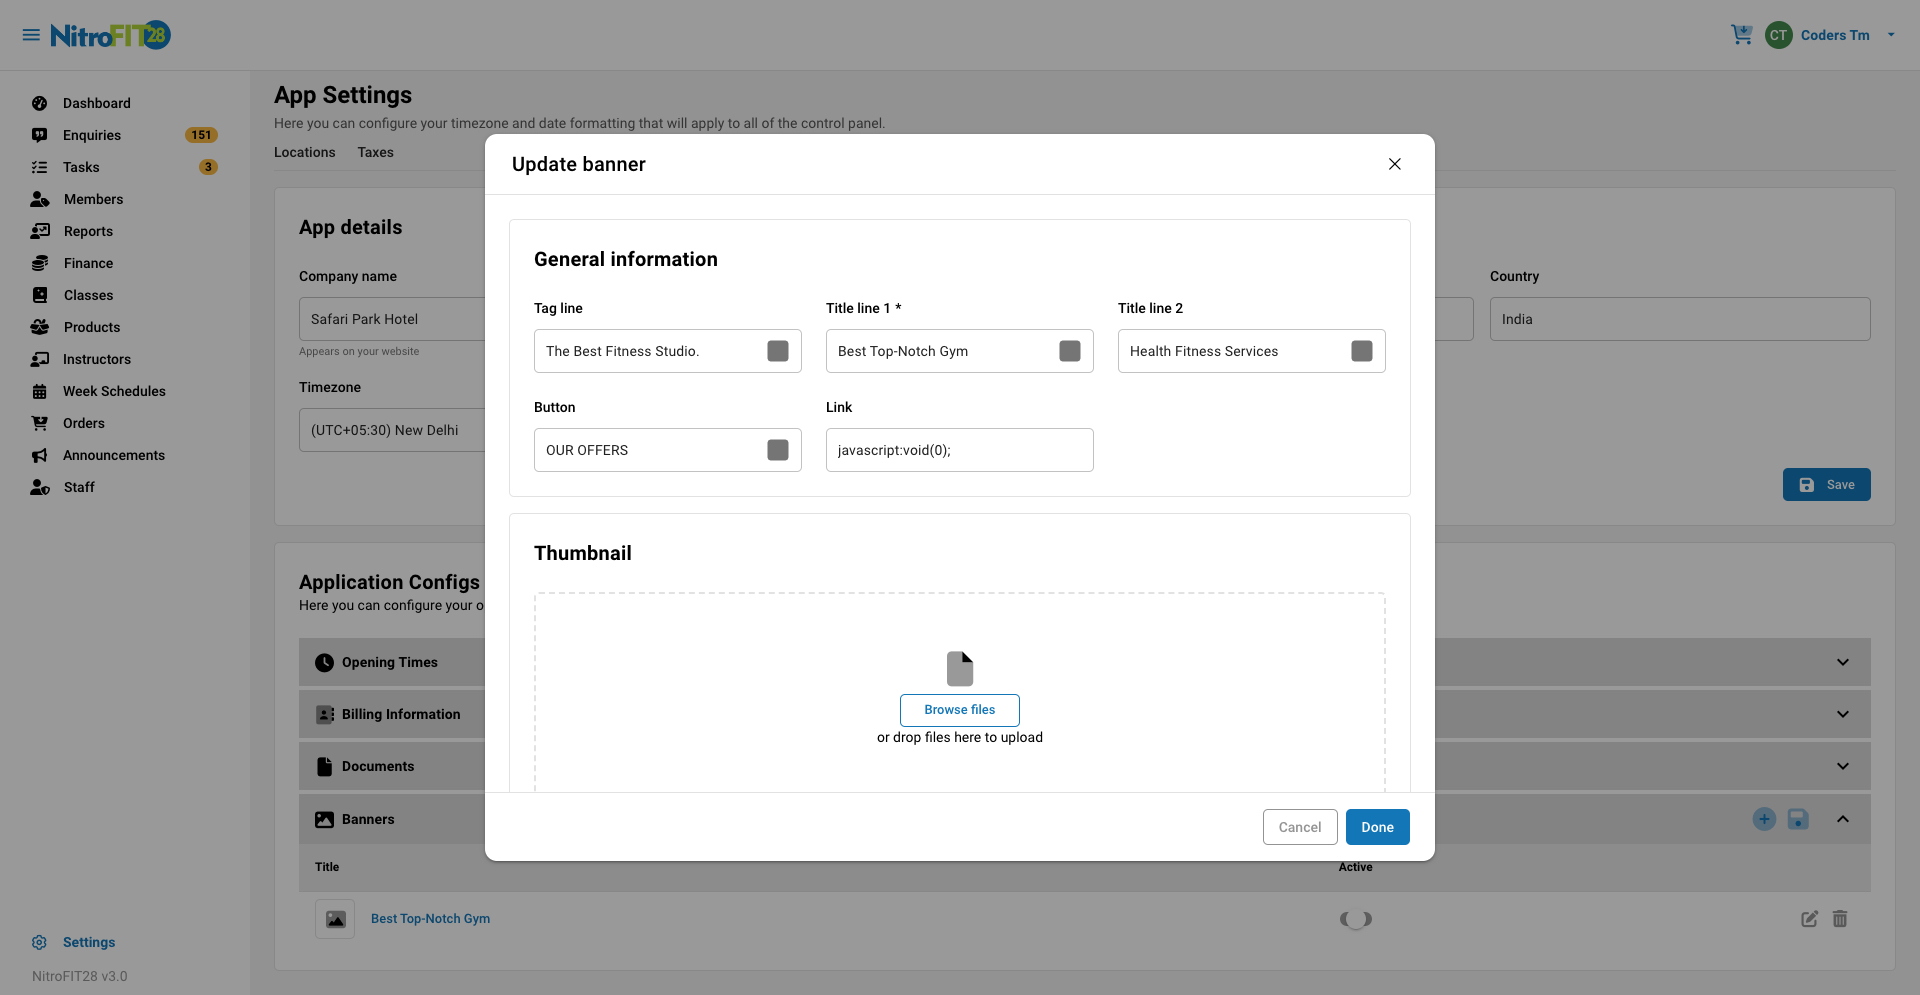 NitroFIT28
CT Coders Tm
Dashboard
Enquiries 151
Tasks 3
Members
Reports
Finance
Classes
Products
Instructors
Week Schedules
Orders
Announcements
Staff
Settings
NitroFIT28 v3.0
App Settings
Here you can configure your timezone and date formatting that will apply to all of the control panel.
Locations Taxes
App details
Company name
Safari Park Hotel
Appears on your website
Timezone
(UTC+05:30) New Delhi
Country
India
Save
Application Configs
Here you can configure your o
Opening Times
Billing Information
Documents
Banners
Title Active
Best Top-Notch Gym
Update banner
General information
Tag line Title line 1 * Title line 2
The Best Fitness Studio. Best Top-Notch Gym Health Fitness Services
Button Link
OUR OFFERS javascript:void(0);
Thumbnail
Browse files
or drop files here to upload
Cancel Done